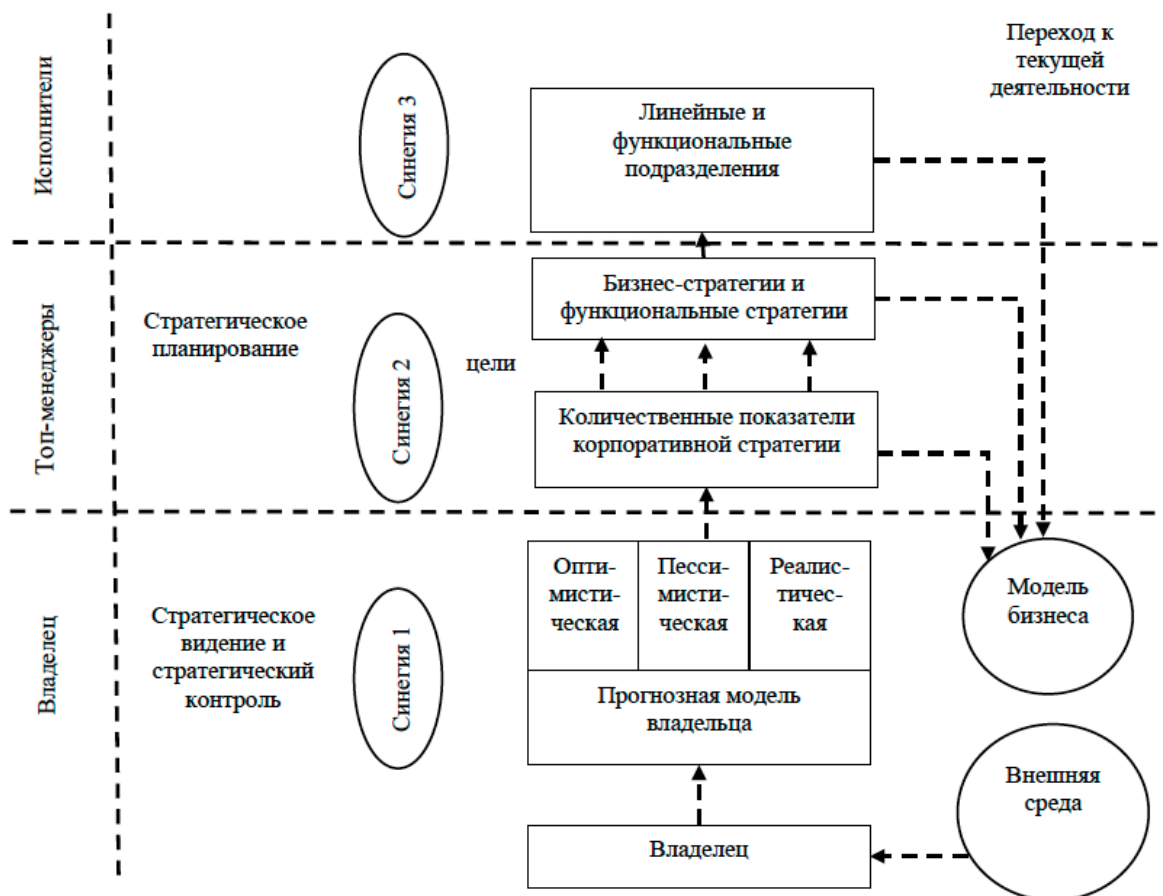 Исполнители
Синегия 3
Линейные и
функциональные
подразделения
Переход к
текущей
деятельности
Топ-менеджеры
Стратегическое
планирование
Синегия 2
цели
Бизнес-стратегии и
функциональные стратегии
Количественные показатели
корпоративной стратегии
Владелец
Стратегическое
видение и
стратегический
контроль
Синегия 1
Опти-
мисти-
ческая
Песси-
мисти-
ческая
Реалис-
тичес-
кая
Прогнозная модель
владельца
Владелец
Модель
бизнеса
Внешняя
среда